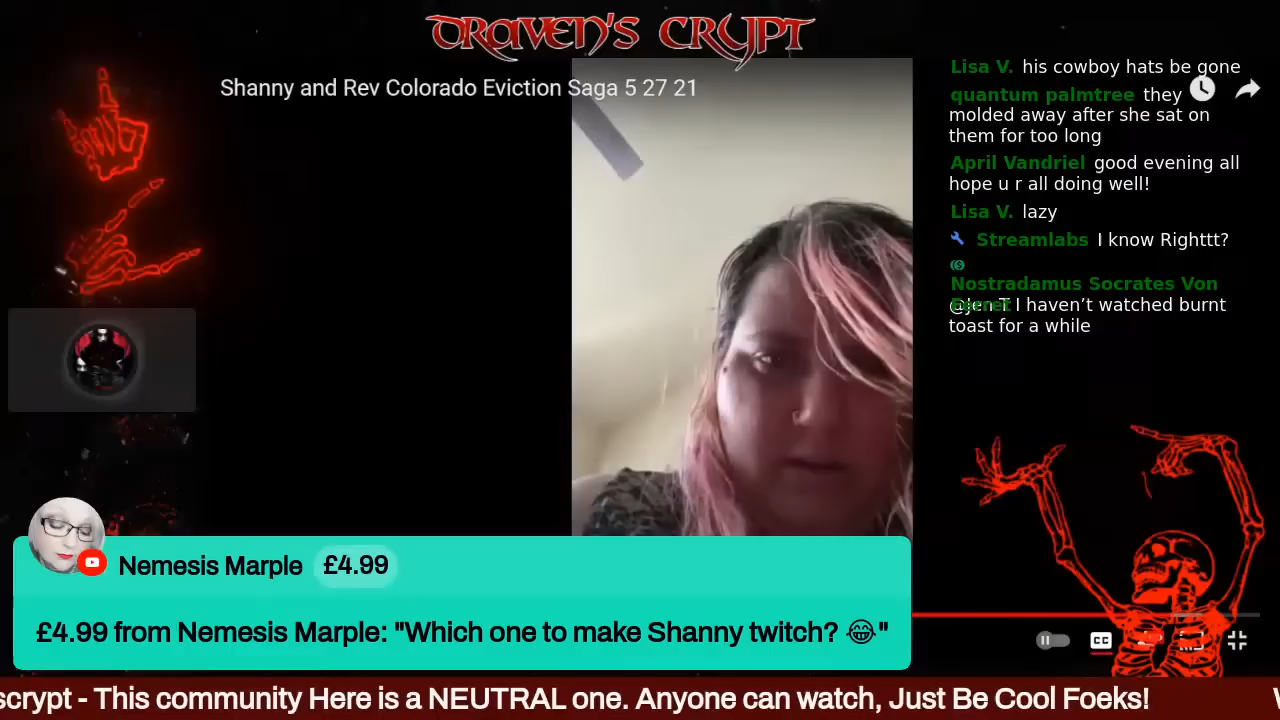 DRAVEN'S CRYPT
Shanny and Rev Colorado Eviction Saga 5 27 21
Lisa V. his cowboy hats be gone
quantum palmtree they
molded away after she sat on
them for too long
April Vandriel good evening all
hope u r all doing well!
Lisa V. lazy
Streamlabs I know Righttt?
Nostradamus Socrates Von
Ferret
@Jen T I haven’t watched burnt
toast for a while
Nemesis Marple £4.99
£4.99 from Nemesis Marple: "Which one to make Shanny twitch? 😂"
CC
scrypt - This community Here is a NEUTRAL one. Anyone can watch, Just Be Cool Foeks!